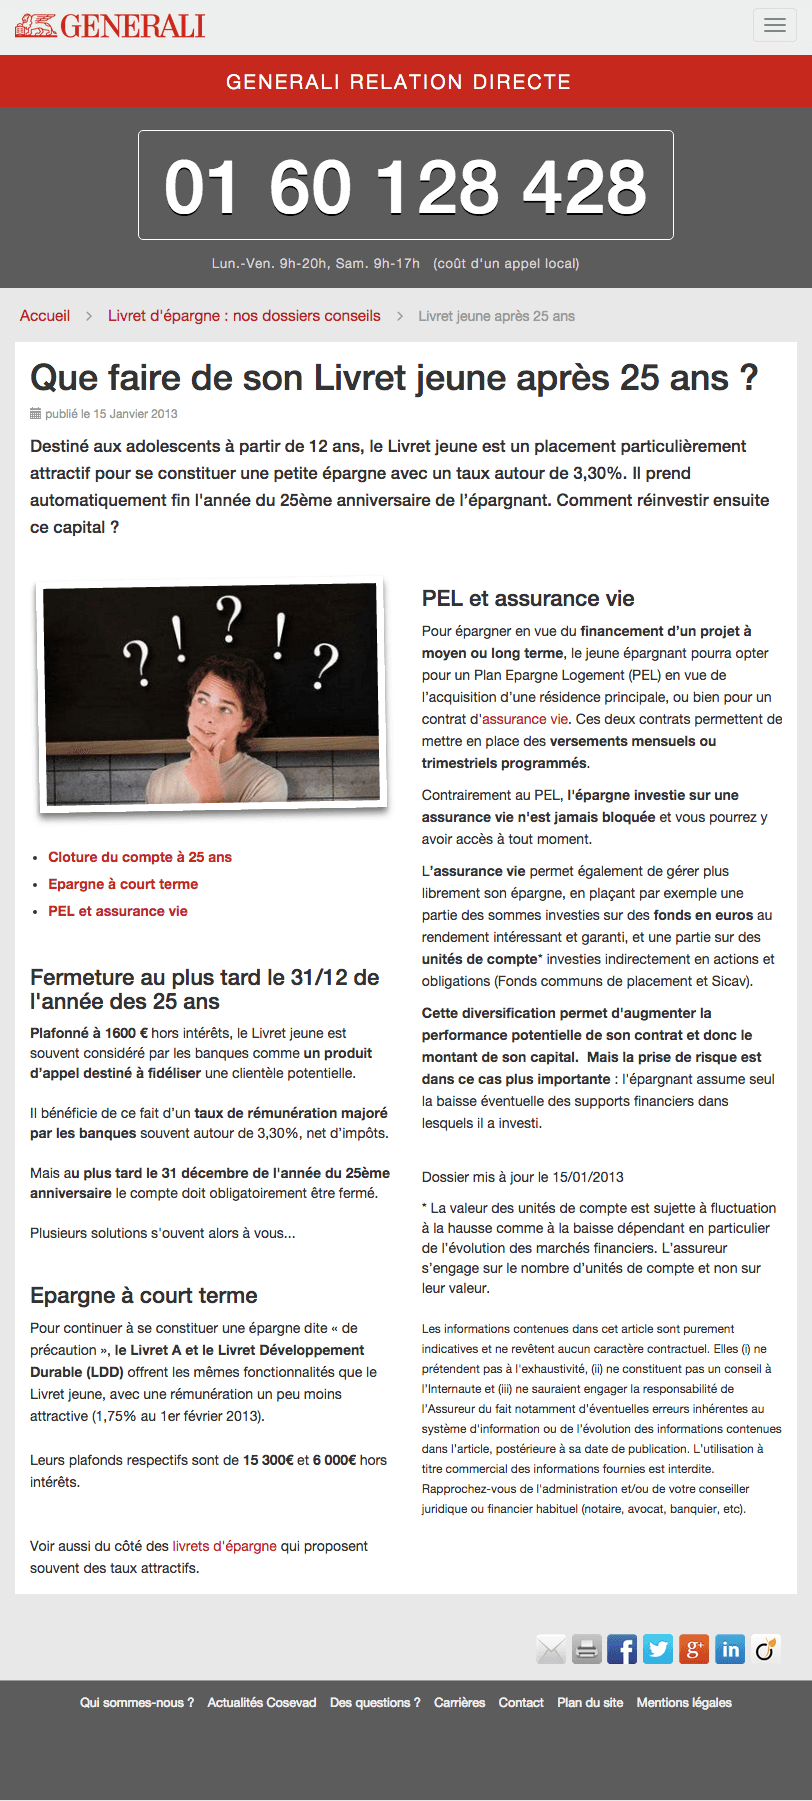 GENERALI
GENERALI RELATION DIRECTE
01 60 128 428
Lun.-Ven. 9h-20h, Sam. 9h-17h (coût d'un appel local)
Accueil > Livret d'épargne : nos dossiers conseils > Livret jeune après 25 ans
Que faire de son Livret jeune après 25 ans ?
publié le 15 Janvier 2013
Destiné aux adolescents à partir de 12 ans, le Livret jeune est un placement particulièrement
attractif pour se constituer une petite épargne avec un taux autour de 3,30%. Il prend
automatiquement fin l'année du 25ème anniversaire de l'épargnant. Comment réinvestir ensuite
ce capital ?
? ! ? ! ?
• Cloture du compte à 25 ans
• Epargne à court terme
• PEL et assurance vie
Fermeture au plus tard le 31/12 de
l'année des 25 ans
Plafonné à 1600 € hors intérêts, le Livret jeune est
souvent considéré par les banques comme un produit
d'appel destiné à fidéliser une clientèle potentielle.
Il bénéficie de ce fait d'un taux de rémunération majoré
par les banques souvent autour de 3,30%, net d'impôts.
Mais au plus tard le 31 décembre de l'année du 25ème
anniversaire le compte doit obligatoirement être fermé.
Plusieurs solutions s'ouvent alors à vous...
Epargne à court terme
Pour continuer à se constituer une épargne dite « de
précaution », le Livret A et le Livret Développement
Durable (LDD) offrent les mêmes fonctionnalités que le
Livret jeune, avec une rémunération un peu moins
attractive (1,75% au 1er février 2013).
Leurs plafonds respectifs sont de 15 300€ et 6 000€ hors
intérêts.
Voir aussi du côté des livrets d'épargne qui proposent
souvent des taux attractifs.
PEL et assurance vie
Pour épargner en vue du financement d'un projet à
moyen ou long terme, le jeune épargnant pourra opter
pour un Plan Epargne Logement (PEL) en vue de
l'acquisition d'une résidence principale, ou bien pour un
contrat d'assurance vie. Ces deux contrats permettent de
mettre en place des versements mensuels ou
trimestriels programmés.
Contrairement au PEL, l'épargne investie sur une
assurance vie n'est jamais bloquée et vous pourrez y
avoir accès à tout moment.
L'assurance vie permet également de gérer plus
librement son épargne, en plaçant par exemple une
partie des sommes investies sur des fonds en euros au
rendement intéressant et garanti, et une partie sur des
unités de compte* investies indirectement en actions et
obligations (Fonds communs de placement et Sicav).
Cette diversification permet d'augmenter la
performance potentielle de son contrat et donc le
montant de son capital. Mais la prise de risque est
dans ce cas plus importante : l'épargnant assume seul
la baisse éventuelle des supports financiers dans
lesquels il a investi.
Dossier mis à jour le 15/01/2013
* La valeur des unités de compte est sujette à fluctuation
à la hausse comme à la baisse dépendant en particulier
de l'évolution des marchés financiers. L'assureur
s'engage sur le nombre d'unités de compte et non sur
leur valeur.
Les informations contenues dans cet article sont purement
indicatives et ne revêtent aucun caractère contractuel. Elles (i) ne
prétendent pas à l'exhaustivité, (ii) ne constituent pas un conseil à
l'Internaute et (iii) ne sauraient engager la responsabilité de
l'Assureur du fait notamment d'éventuelles erreurs inhérentes au
système d'information ou de l'évolution des informations contenues
dans l'article, postérieure à sa date de publication. L'utilisation à
titre commercial des informations fournies est interdite.
Rapprochez-vous de l'administration et/ou de votre conseiller
juridique ou financier habituel (notaire, avocat, banquier, etc).
f g+ in
Qui sommes-nous ? Actualités Cosevad Des questions ? Carrières Contact Plan du site Mentions légales